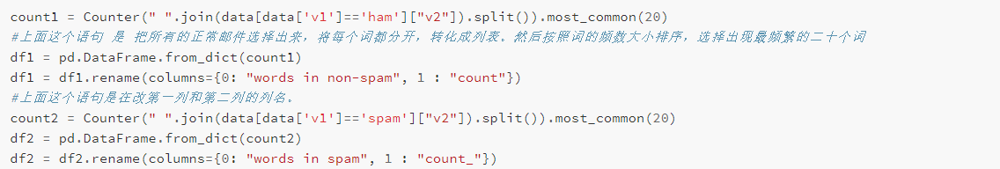 count1 = Counter(" ".join(data[data['v1']=='ham']["v2"]).split()).most_common(20)
#上面这个语句 是 把所有的正常邮件选择出来，将每个词都分开，转化成列表。然后按照词的频数大小排序，选择出现最频繁的二十个词
df1 = pd.DataFrame.from_dict(count1)
df1 = df1.rename(columns={0: "words in non-spam", 1 : "count"})
#上面这个语句是在改第一列和第二列的列名。
count2 = Counter(" ".join(data[data['v1']=='spam']["v2"]).split()).most_common(20)
df2 = pd.DataFrame.from_dict(count2)
df2 = df2.rename(columns={0: "words in spam", 1 : "count_"})